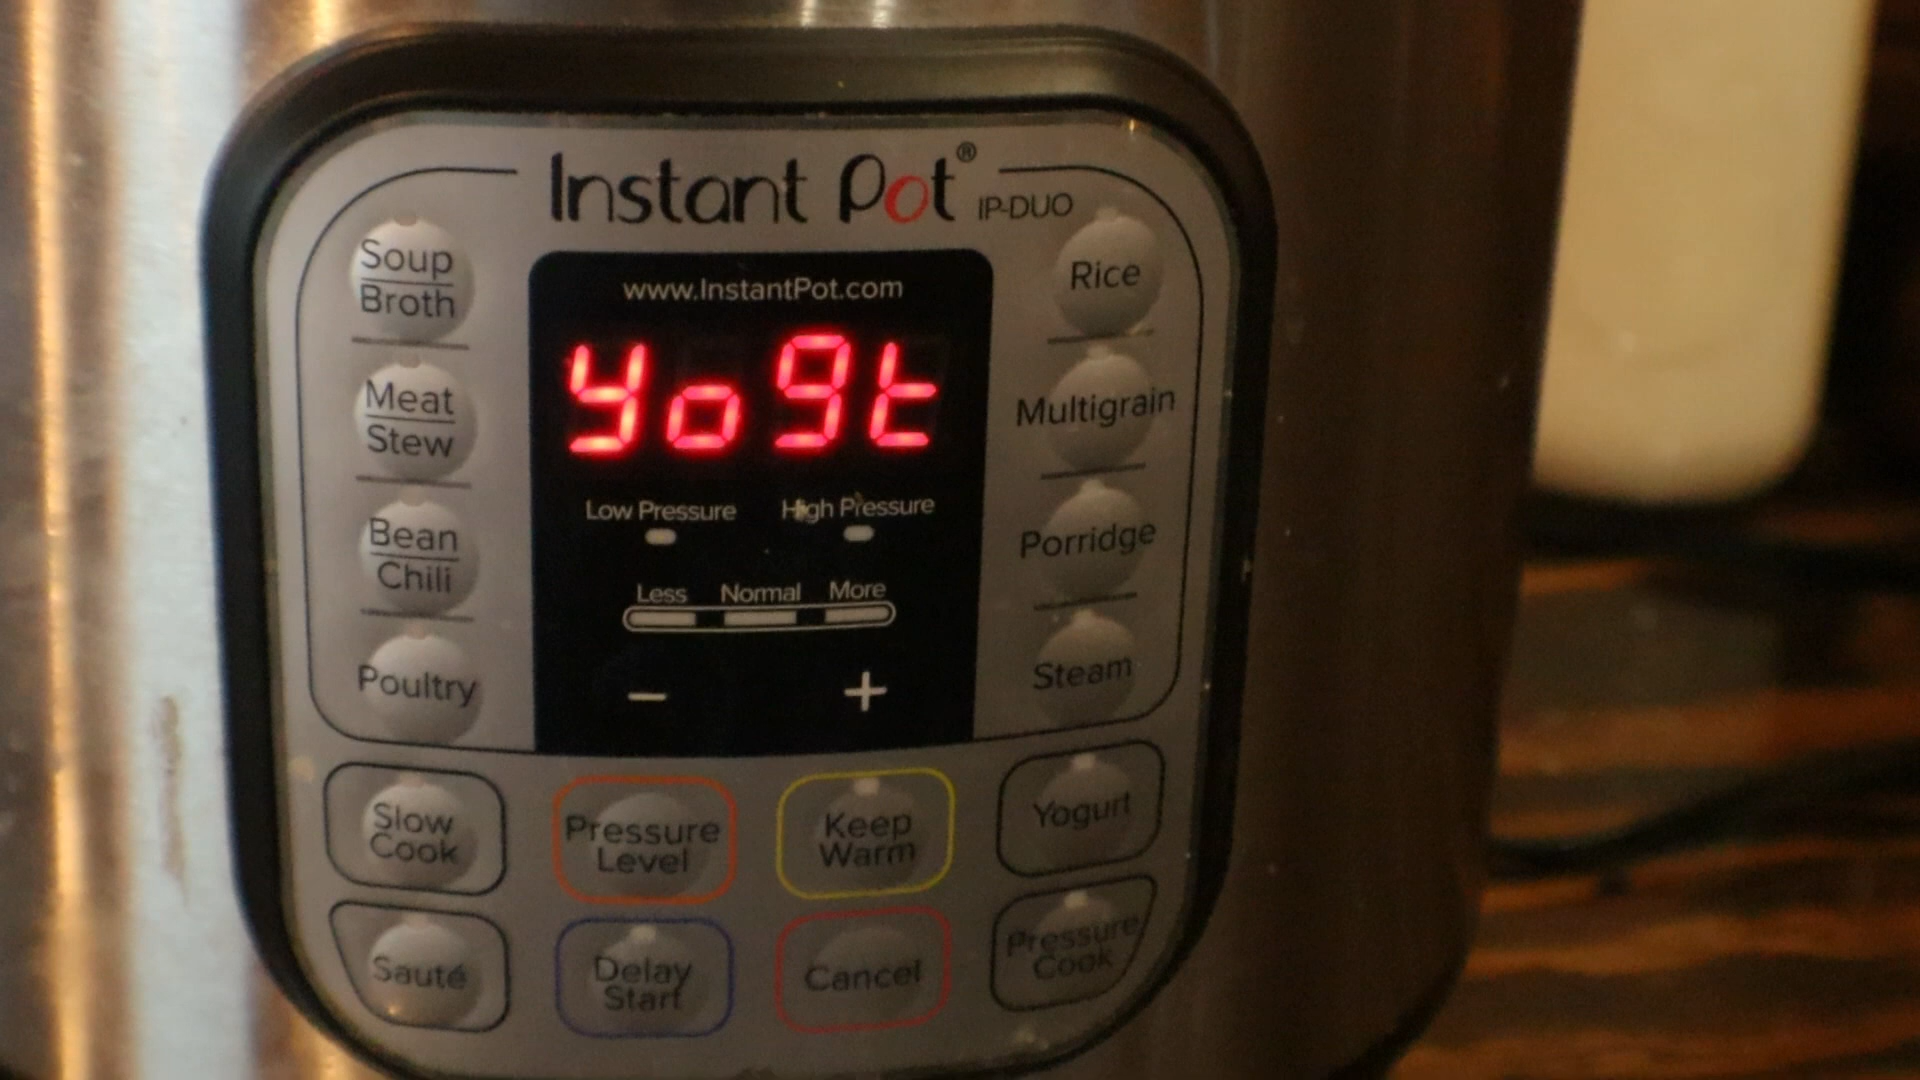 Instant Pot® IP-DUO
www.InstantPot.com
yogt
Low Pressure High Pressure
Less Normal More
− +
Soup
Broth
Meat
Stew
Bean
Chili
Poultry
Rice
Multigrain
Porridge
Steam
Slow
Cook
Pressure
Level
Keep
Warm
Yogurt
Sauté
Delay
Start
Cancel
Pressure
Cook